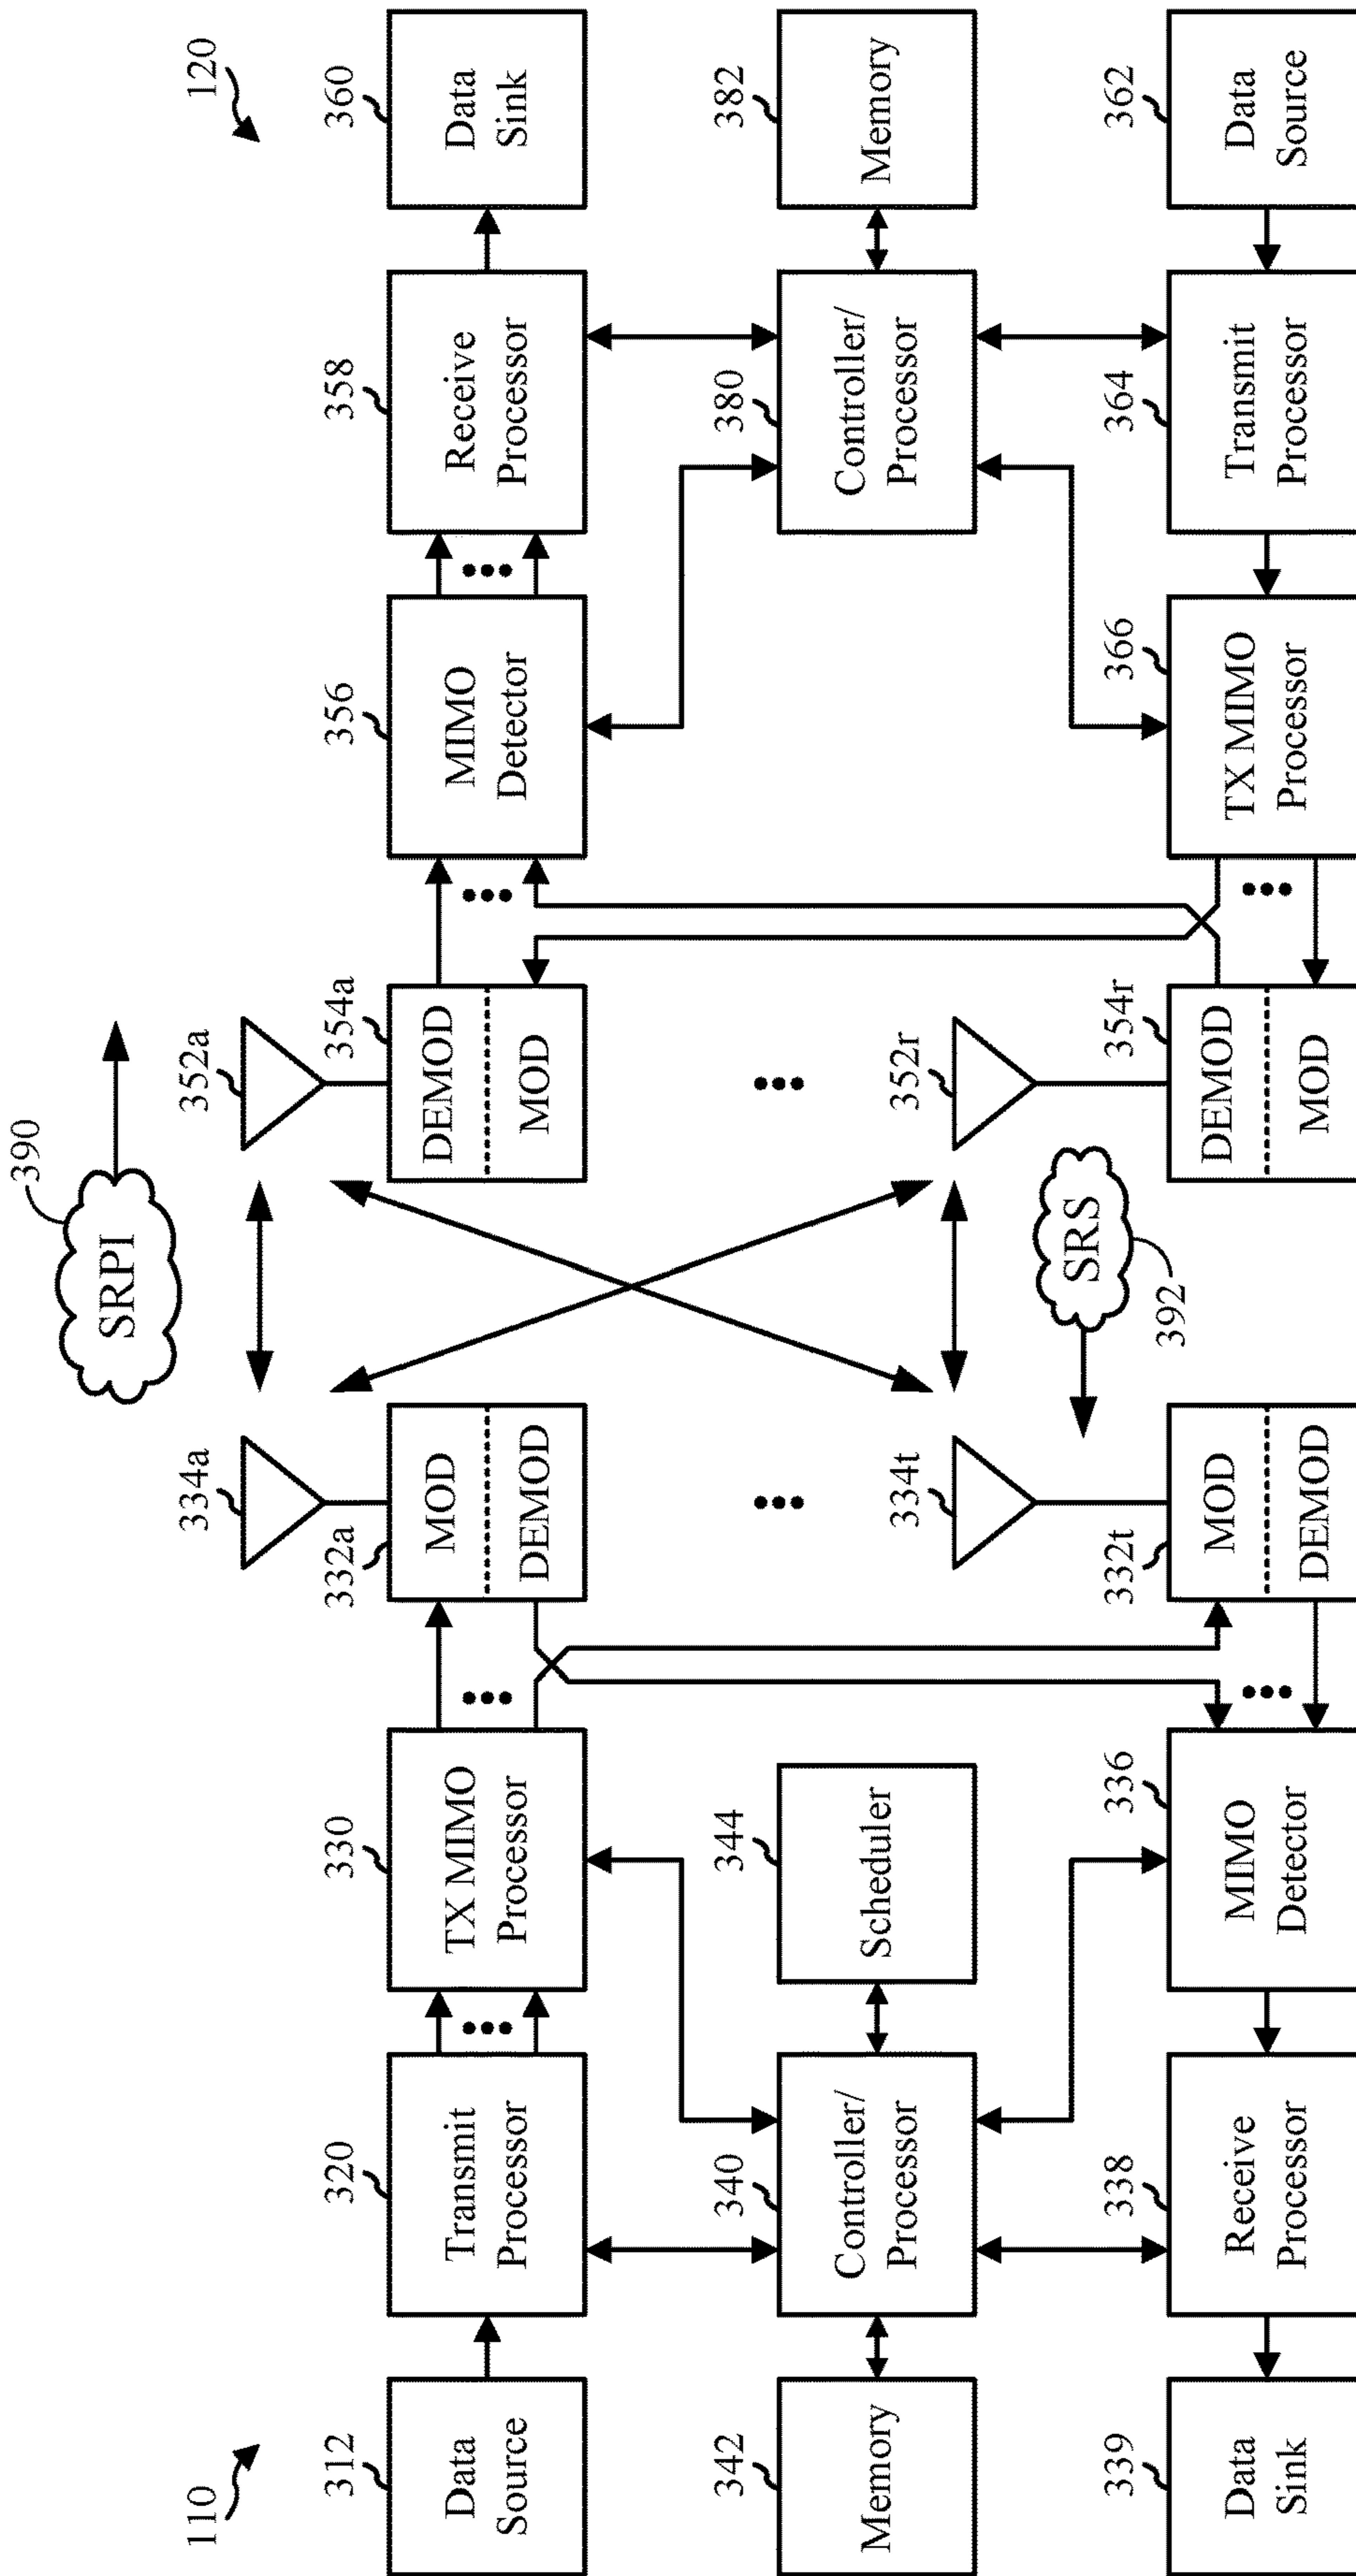 110
120
SRPI
390
312
Data
Source
320
Transmit
Processor
330
TX MIMO
Processor
332a
MOD
DEMOD
334a
352a
354a
DEMOD
MOD
356
MIMO
Detector
358
Receive
Processor
360
Data
Sink
342
Memory
340
Controller/
Processor
344
Scheduler
380
Controller/
Processor
382
Memory
339
Data
Sink
338
Receive
Processor
336
MIMO
Detector
332t
MOD
DEMOD
334t
SRS
392
352r
354r
DEMOD
MOD
366
TX MIMO
Processor
364
Transmit
Processor
362
Data
Source